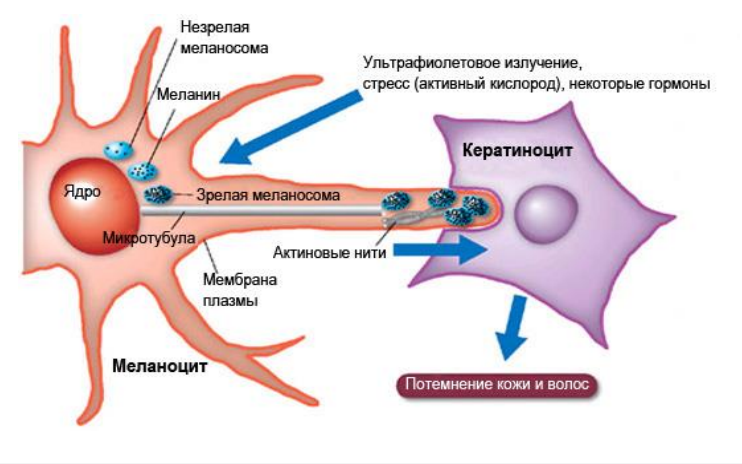 Незрелая
меланосома
Ультрафиолетовое излучение,
стресс (активный кислород), некоторые гормоны
Меланин
Кератиноцит
Ядро
Зрелая меланосома
Микротубула
Актиновые нити
Мембрана
плазмы
Меланоцит
Потемнение кожи и волос